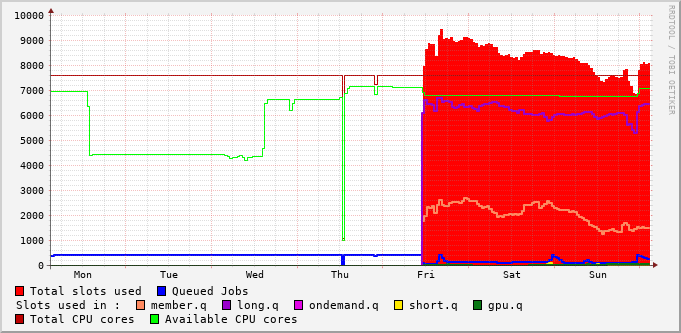 RRDTOOL / TOBI OETIKER
10000
9000
8000
7000
6000
5000
4000
3000
2000
1000
0
Mon Tue Wed Thu Fri Sat Sun
Total slots used Queued Jobs
Slots used in : member.q long.q ondemand.q short.q gpu.q
Total CPU cores Available CPU cores